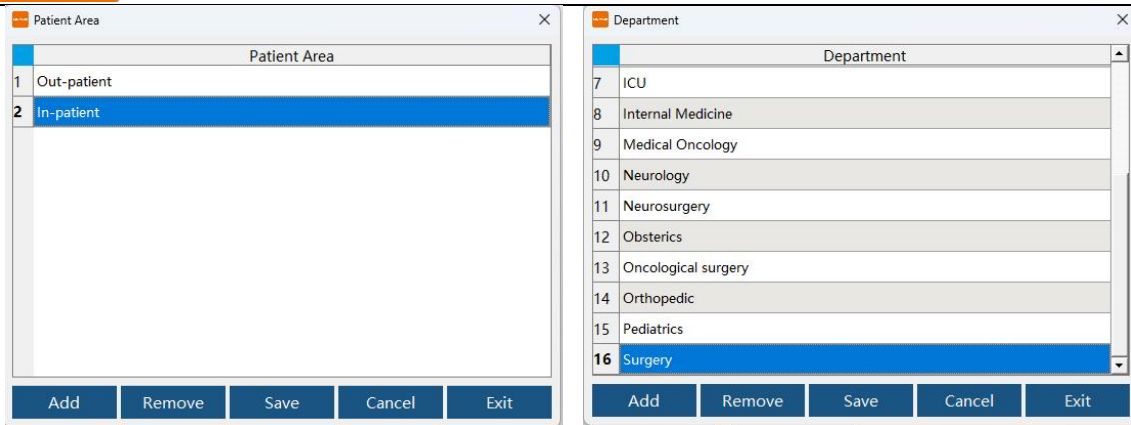 Patient Area
Patient Area
1 Out-patient
2 In-patient
Add Remove Save Cancel Exit
Department
Department
7 ICU
8 Internal Medicine
9 Medical Oncology
10 Neurology
11 Neurosurgery
12 Obsterics
13 Oncological surgery
14 Orthopedic
15 Pediatrics
16 Surgery
Add Remove Save Cancel Exit